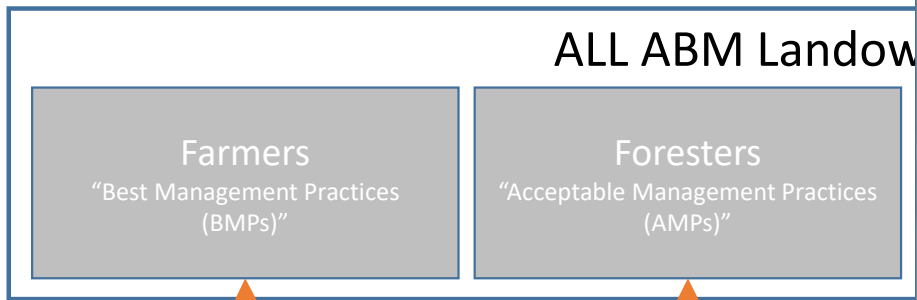 ALL ABM Landow
Farmers
“Best Management Practices
(BMPs)”
Foresters
“Acceptable Management Practices
(AMPs)”